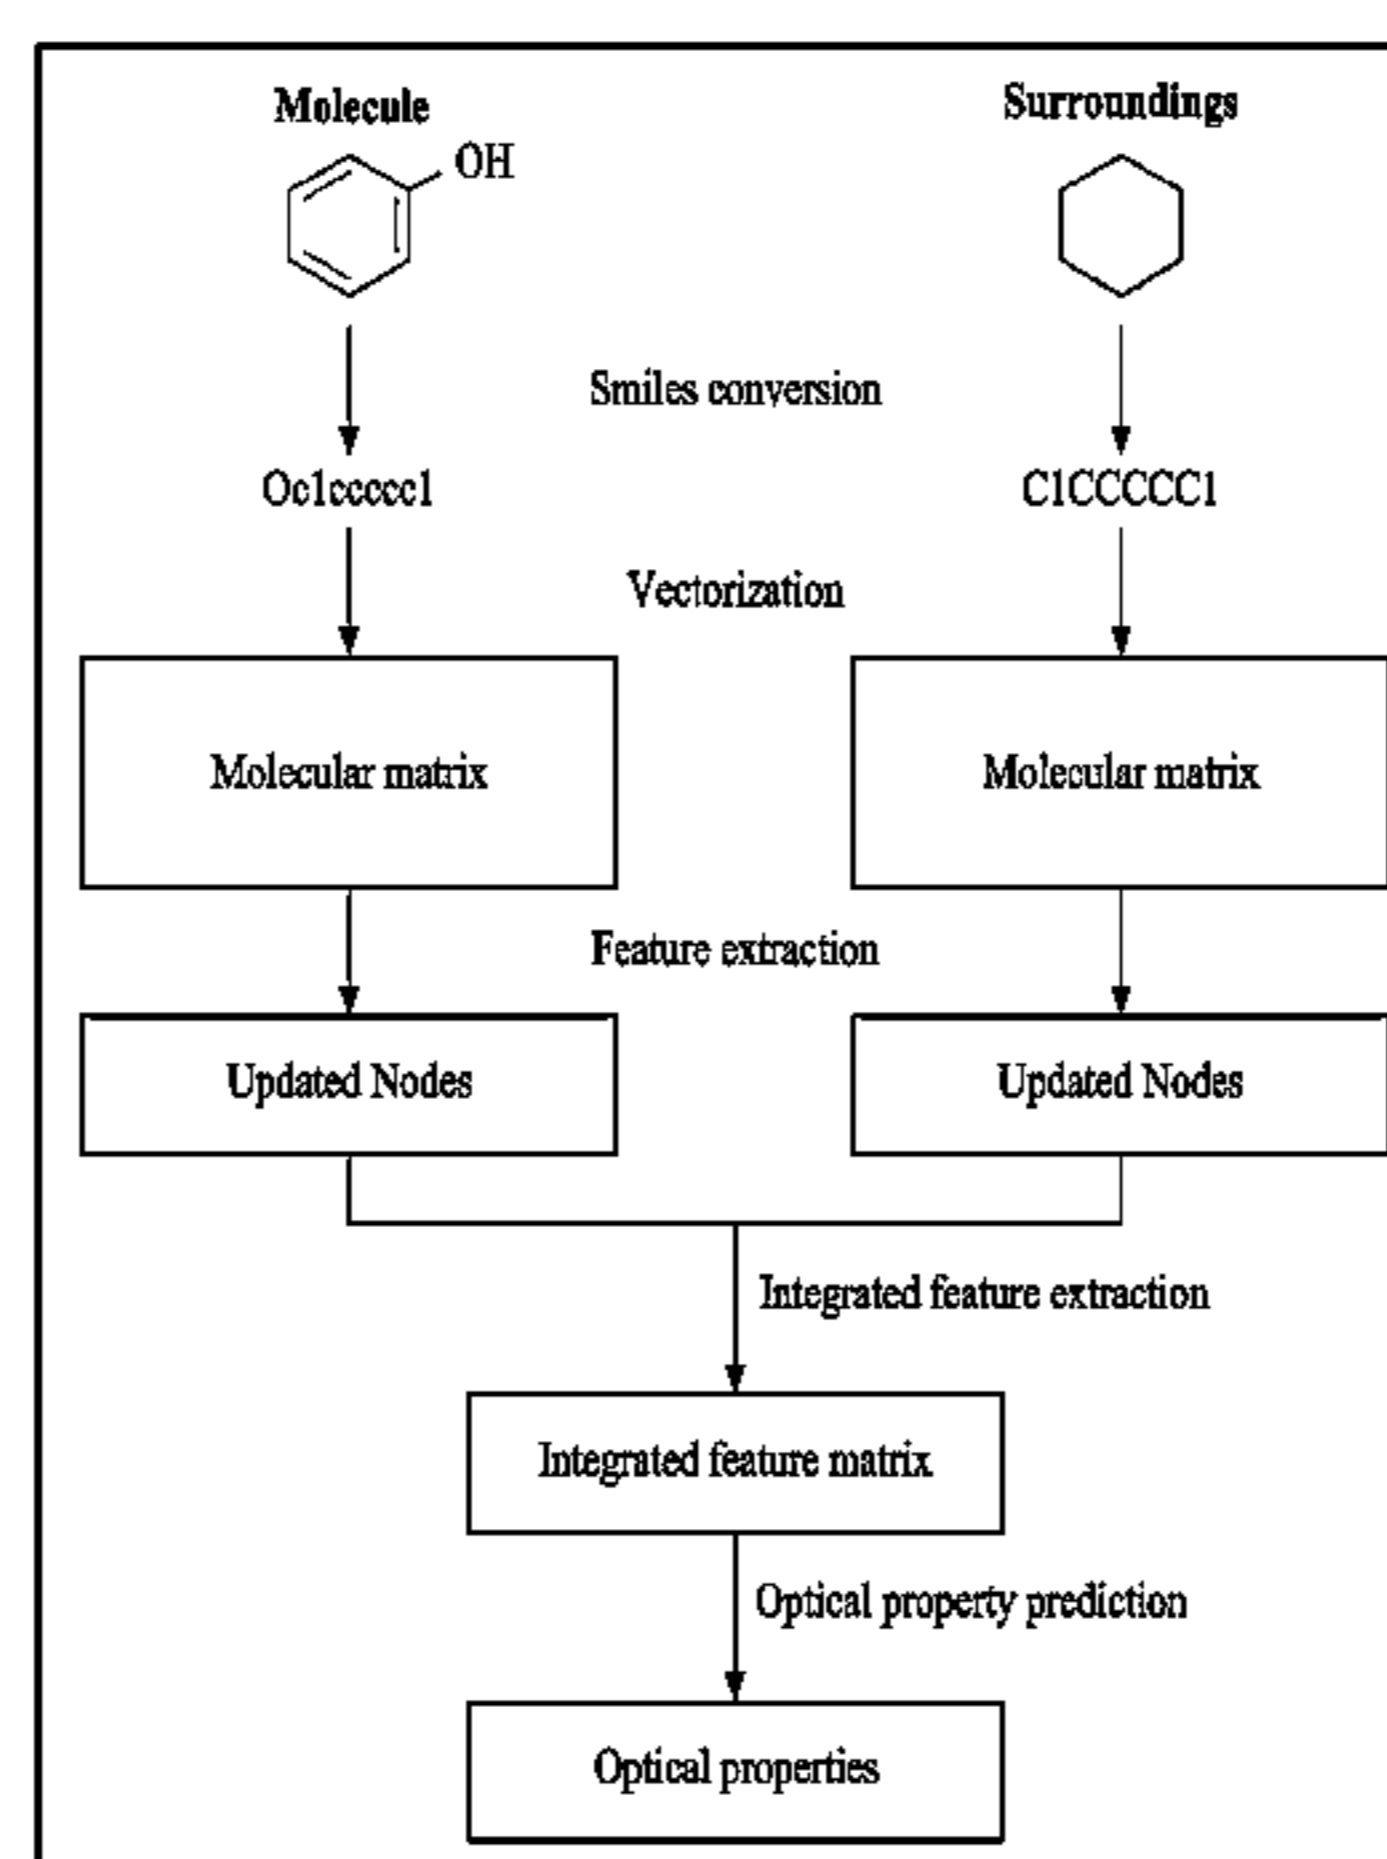 Molecule
Surroundings
OH
Smiles conversion
Oc1ccccc1
C1CCCCC1
Vectorization
Molecular matrix
Molecular matrix
Feature extraction
Updated Nodes
Updated Nodes
Integrated feature extraction
Integrated feature matrix
Optical property prediction
Optical properties